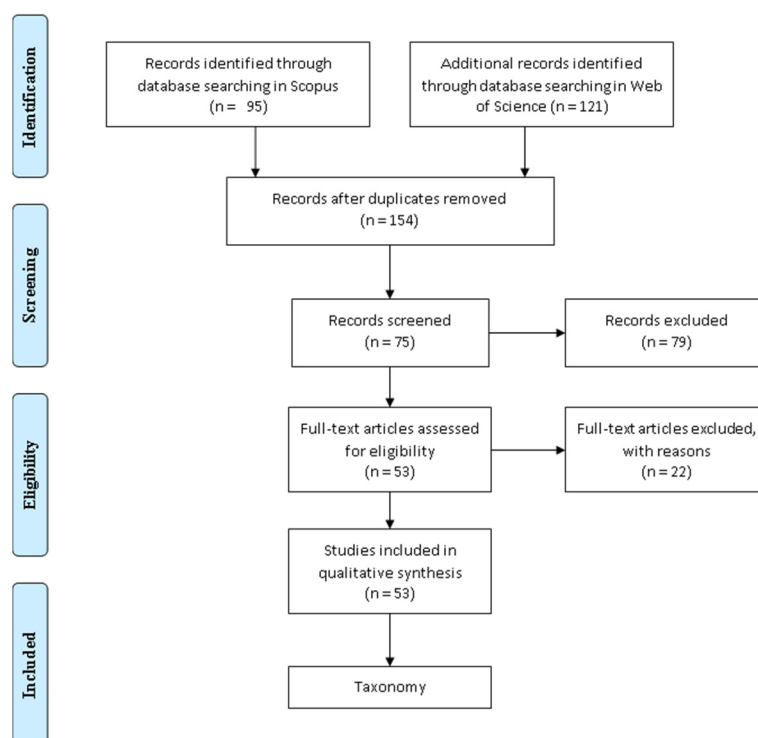 Identification
Records identified through
database searching in Scopus
(n = 95)
Additional records identified
through database searching in Web
of Science (n = 121)
Records after duplicates removed
(n = 154)
Screening
Records screened
(n = 75)
Records excluded
(n = 79)
Eligibility
Full-text articles assessed
for eligibility
(n = 53)
Full-text articles excluded,
with reasons
(n = 22)
Studies included in
qualitative synthesis
(n = 53)
Included
Taxonomy